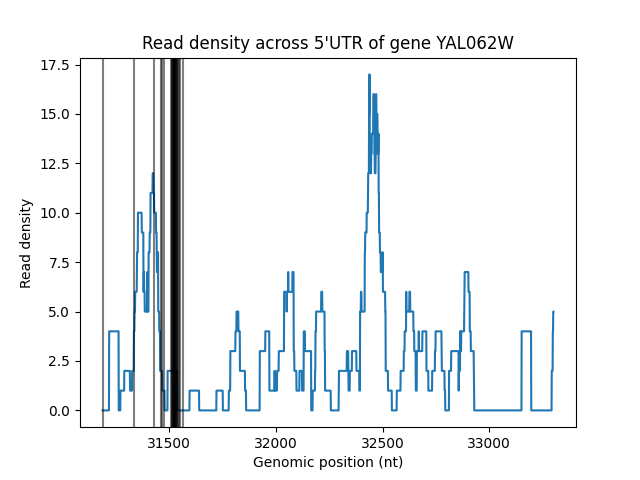 Read density across 5'UTR of gene YAL062W
17.5
15.0
12.5
10.0
7.5
5.0
2.5
0.0
Read density
31500 32000 32500 33000
Genomic position (nt)